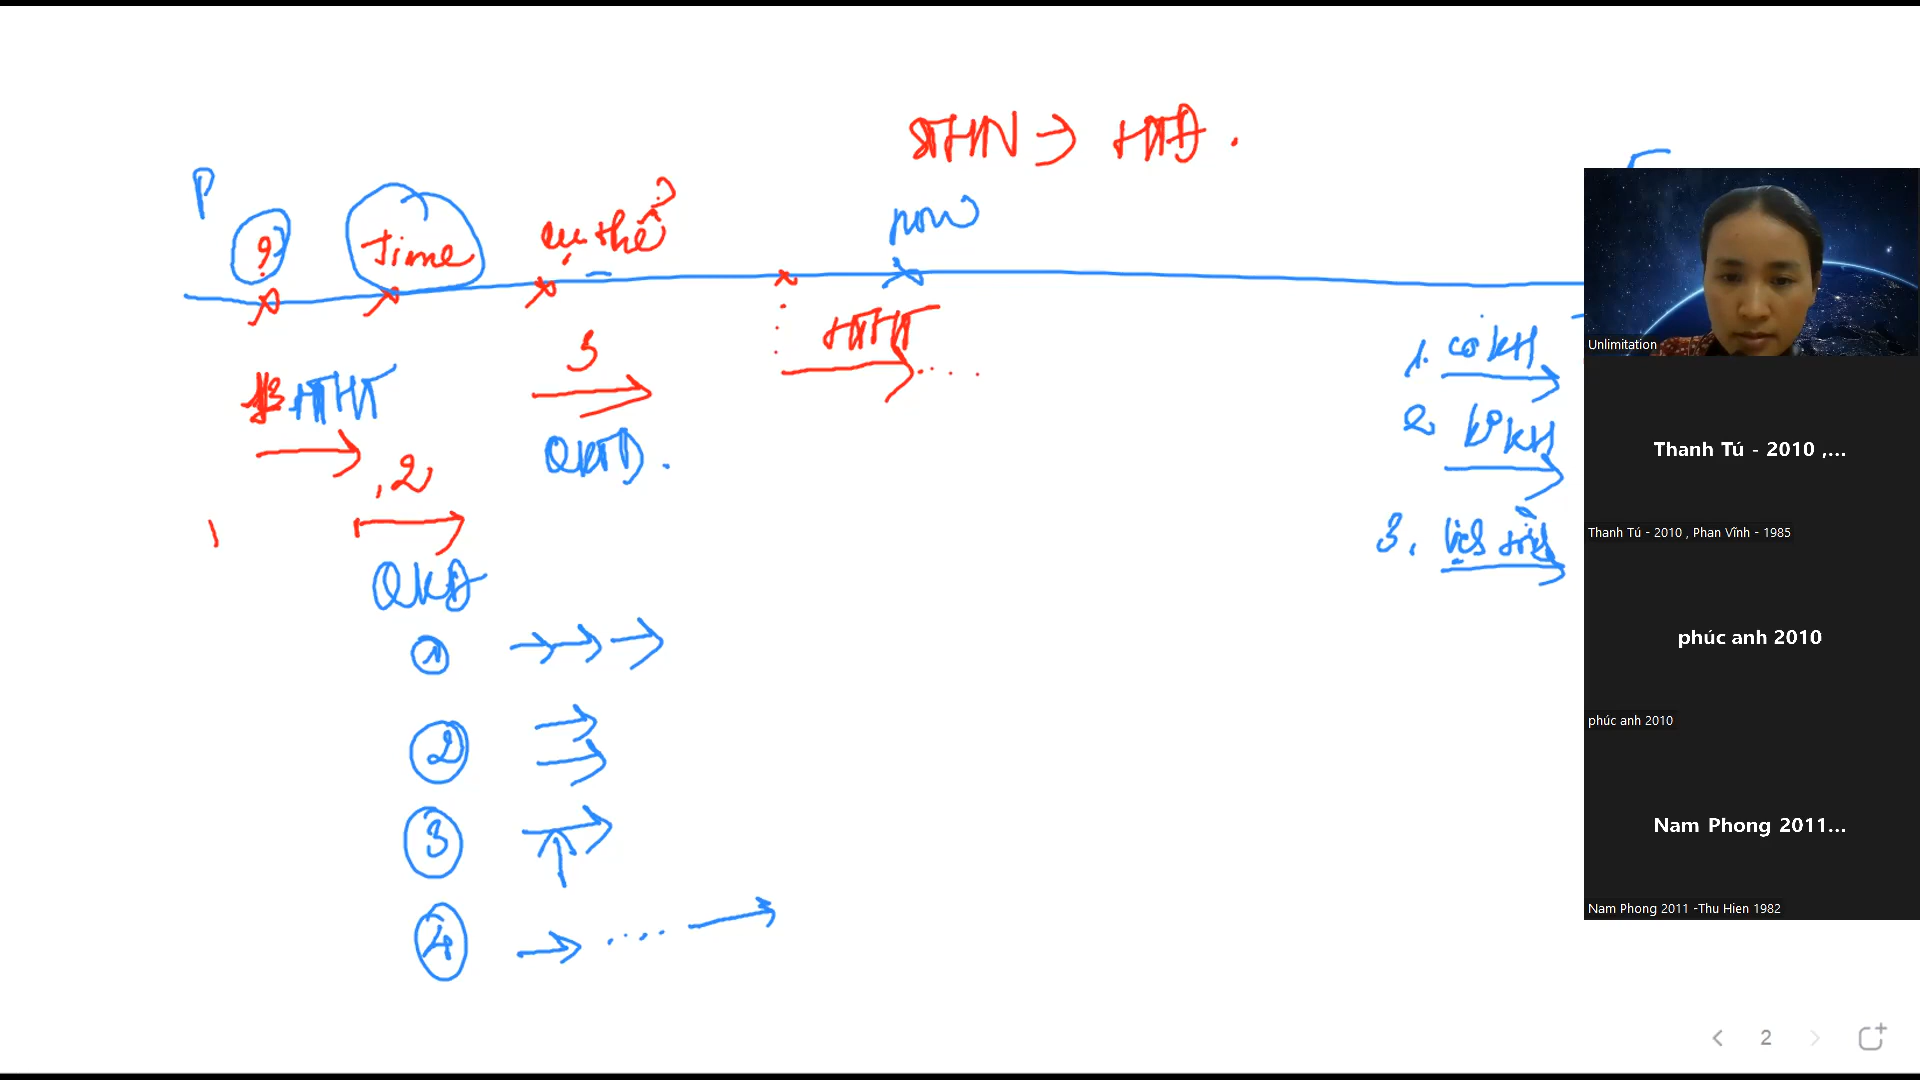 STHN → HTĐ.
P
?
Time
cụ thể?
now
HTHT
1. có KH
HTHT
3
2. ko KH
QKTD.
2
3. lịch trình
1
QKĐ
1
2
3
4
Unlimitation
Thanh Tú - 2010 ,...
Thanh Tú - 2010 , Phan Vĩnh - 1985
phúc anh 2010
phúc anh 2010
Nam Phong 2011...
Nam Phong 2011 -Thu Hien 1982
2